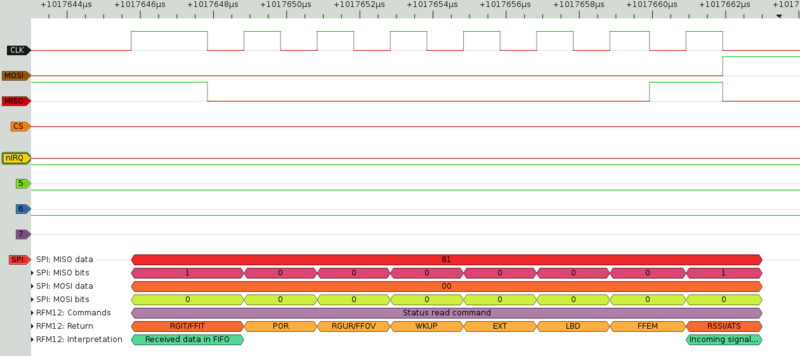 +1017644µs +1017646µs +1017648µs +1017650µs +1017652µs +1017654µs +1017656µs +1017658µs +1017660µs +1017662µs
CLK
MOSI
MISO
CS
nIRQ
5
6
7
SPI SPI: MISO data 81
SPI: MISO bits 1 0 0 0 0 0 0 1
SPI: MOSI data 00
SPI: MOSI bits 0 0 0 0 0 0 0 0
RFM12: Commands Status read command
RFM12: Return RGIT/FFIT POR RGUR/FFOV WKUP EXT LBD FFEM RSSI/ATS
RFM12: Interpretation Received data in FIFO Incoming signal...